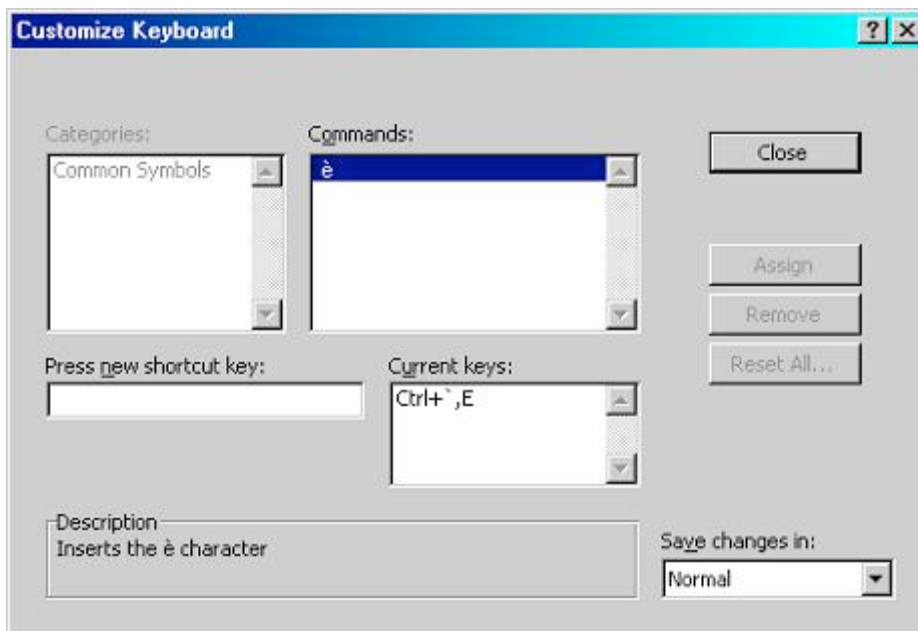 Customize Keyboard
Categories:
Commands:
Common Symbols
è
Close
Assign
Remove
Reset All...
Press new shortcut key:
Current keys:
Ctrl+`,E
Description
Inserts the è character
Save changes in:
Normal